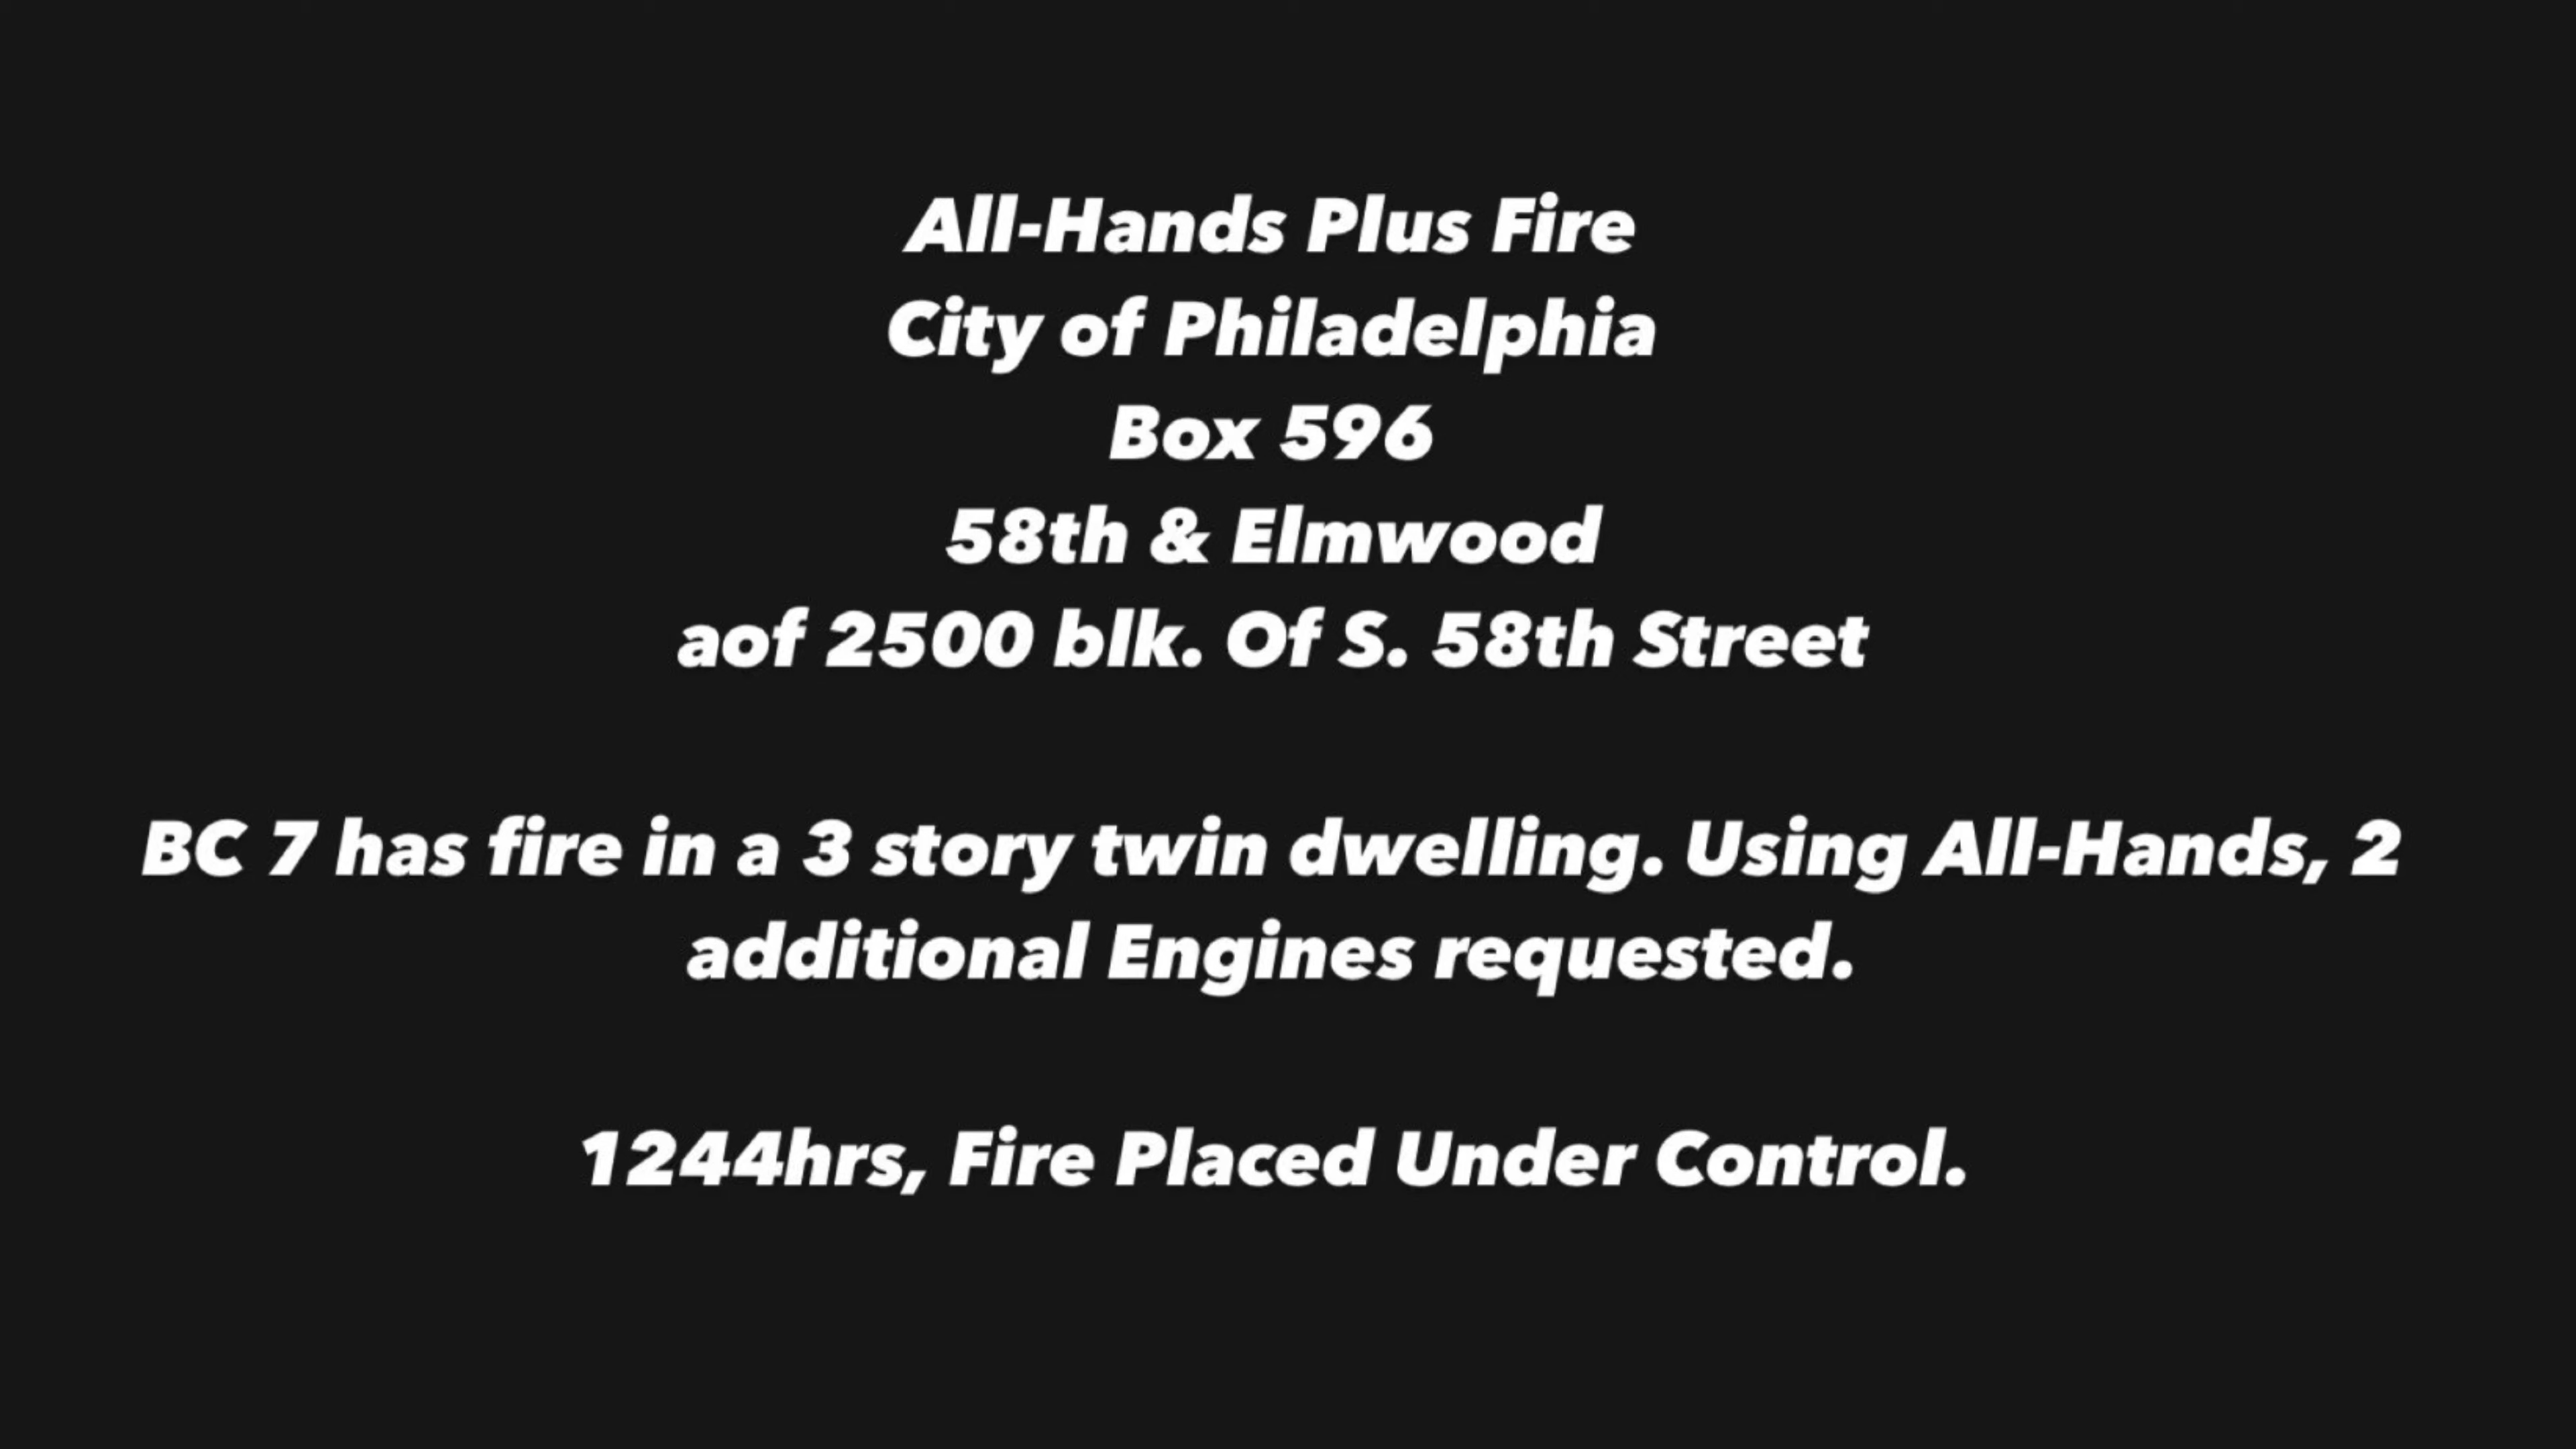 All-Hands Plus Fire
City of Philadelphia
Box 596
58th & Elmwood
aof 2500 blk. Of S. 58th Street
BC 7 has fire in a 3 story twin dwelling. Using All-Hands, 2
additional Engines requested.
1244hrs, Fire Placed Under Control.